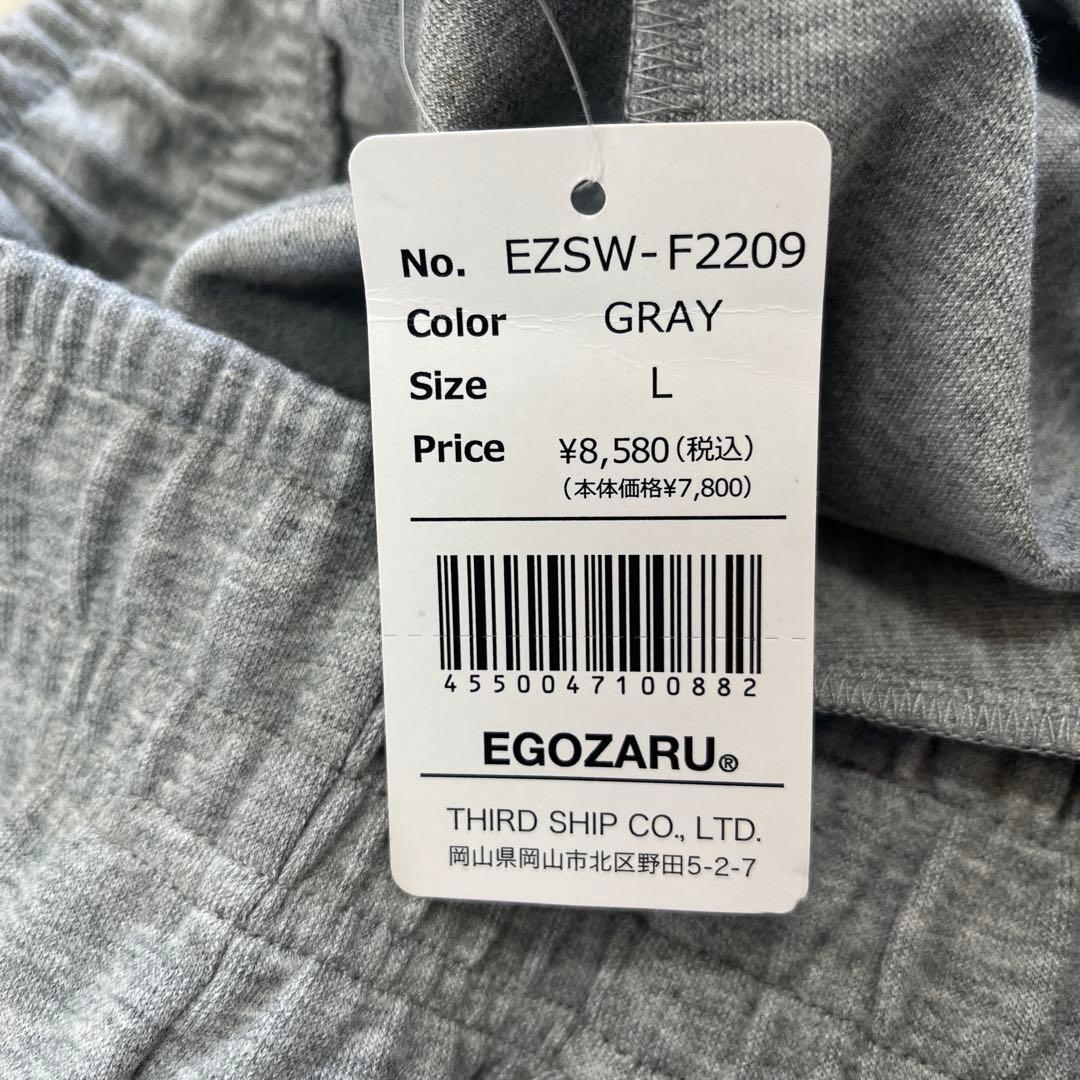 No. EZSW-F2209
Color GRAY
Size L
Price ¥8,580(税込)
(本体価格¥7,800)
4550047100882
EGOZARU®
THIRD SHIP CO., LTD.
岡山県岡山市北区野田5-2-7